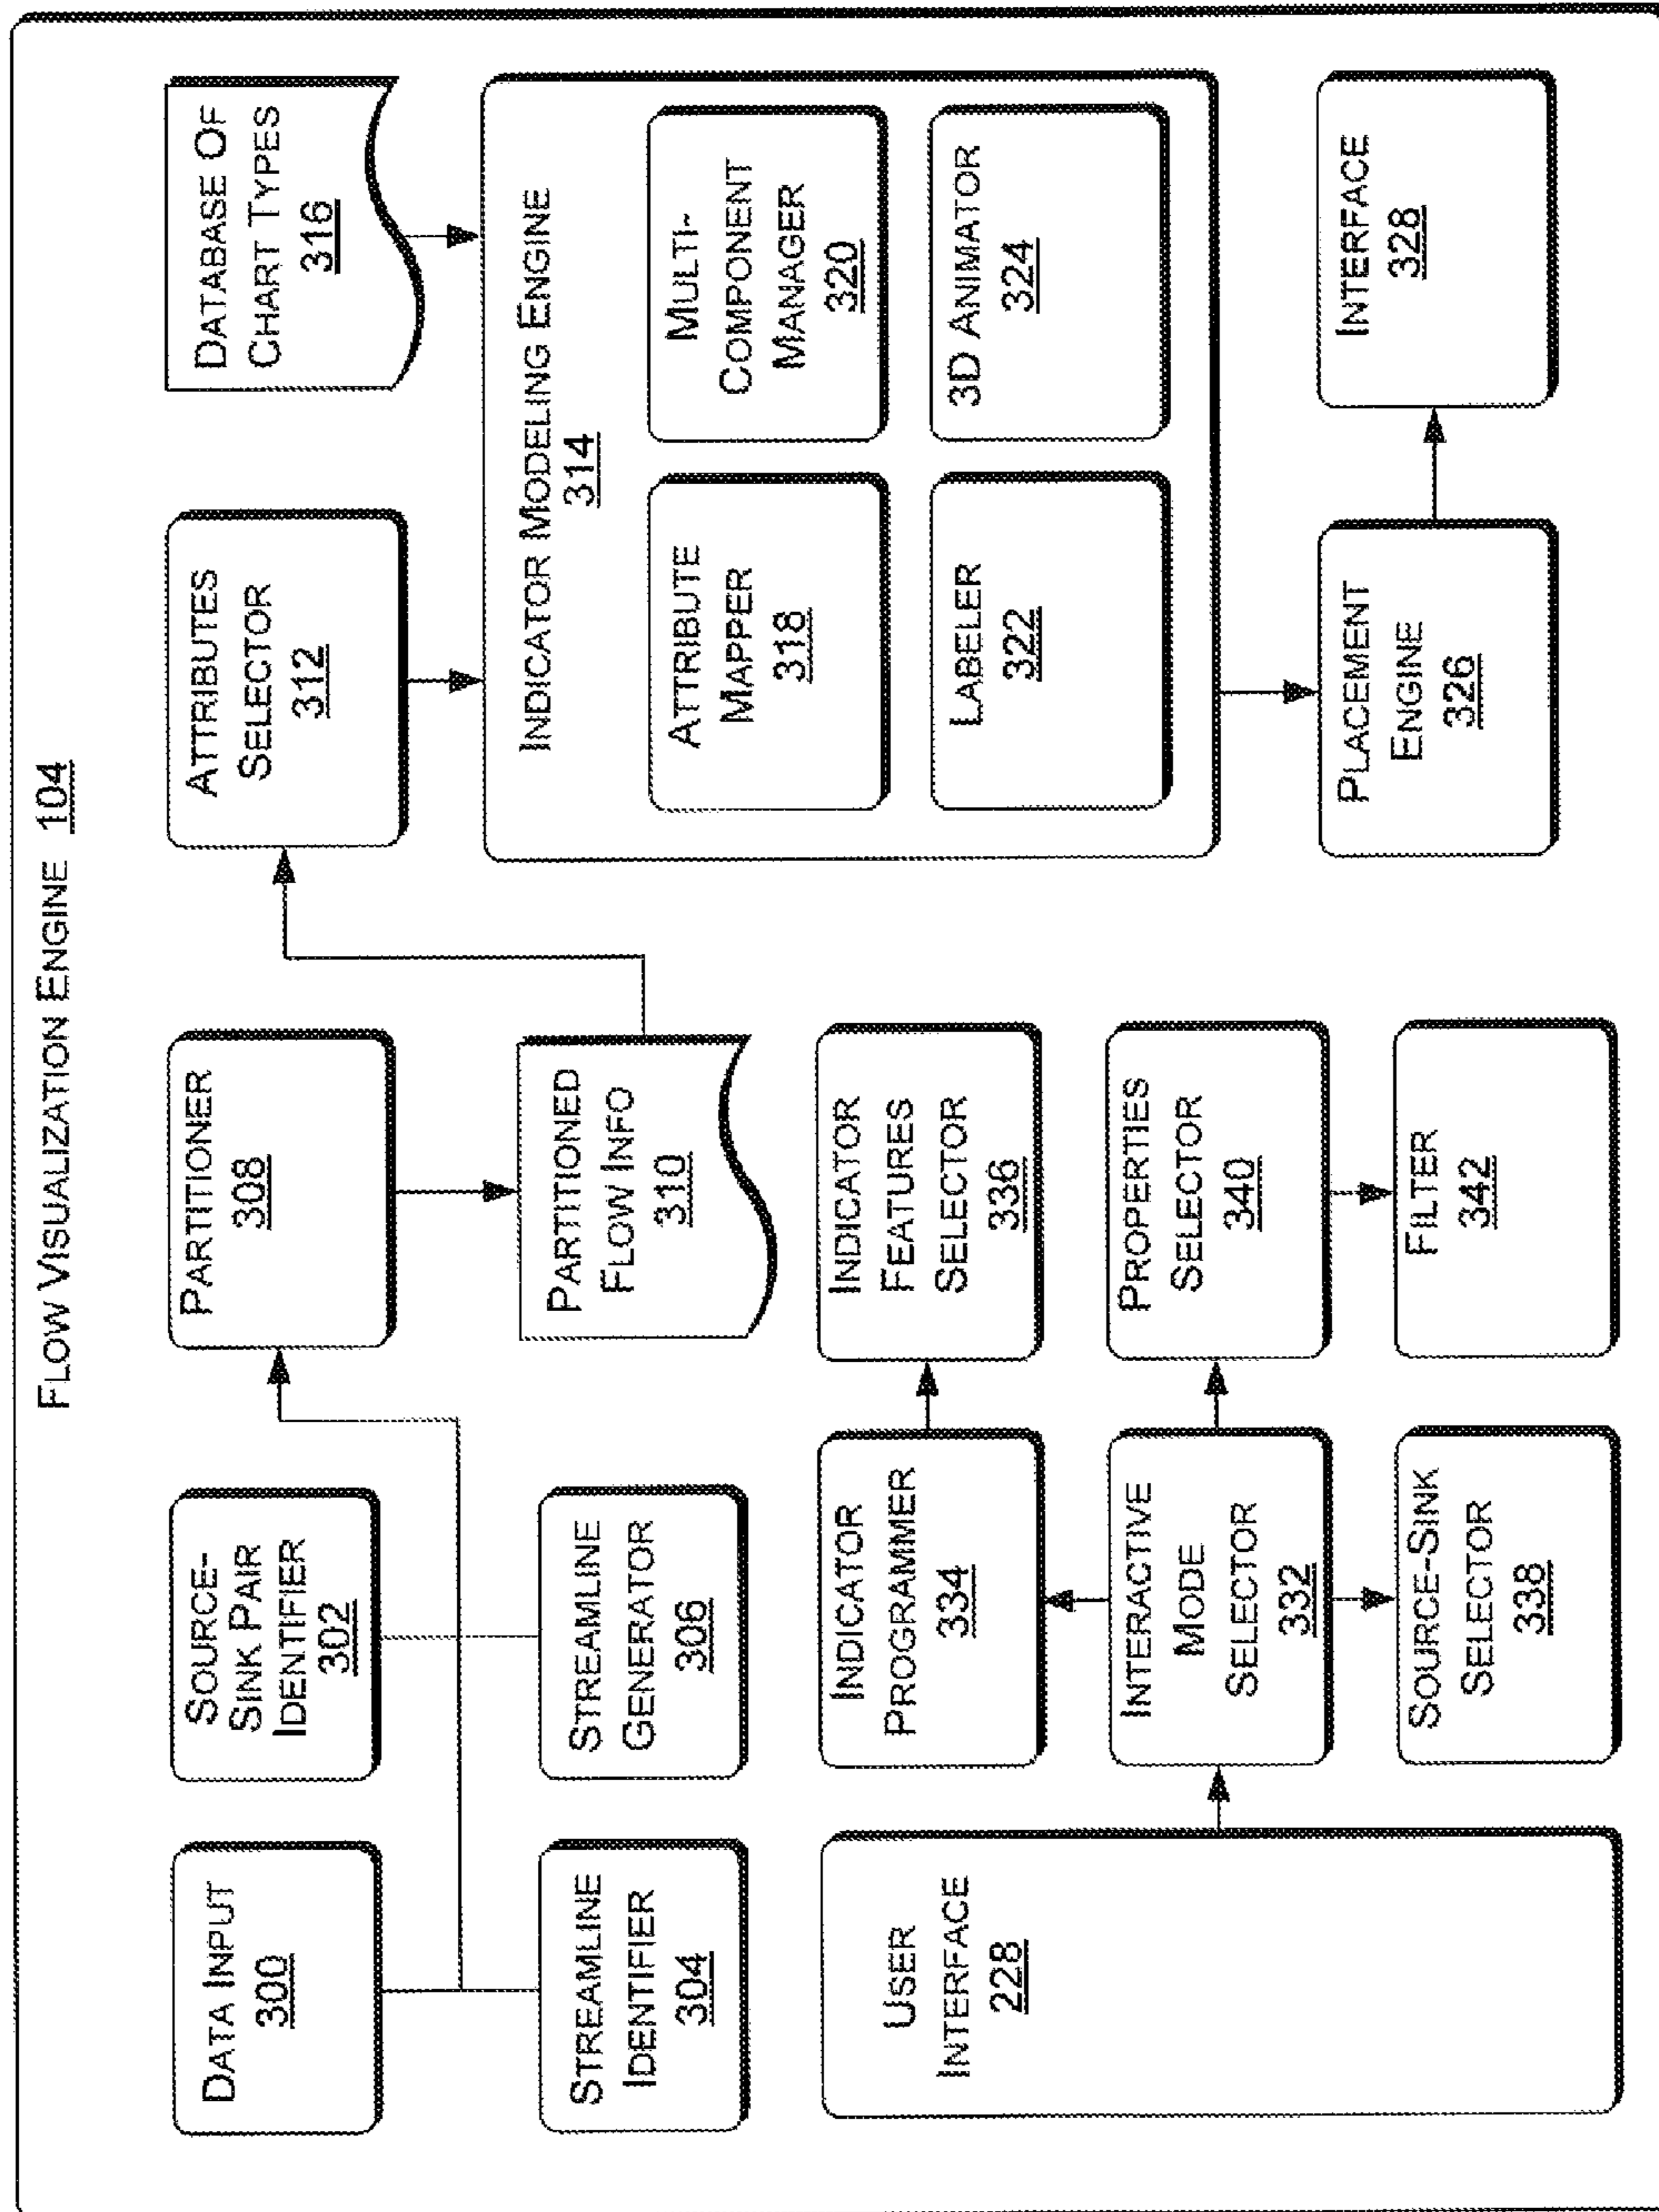 FLOW VISUALIZATION ENGINE 104
DATA INPUT
300
SOURCE-
SINK PAIR
IDENTIFIER
302
STREAMLINE
IDENTIFIER
304
STREAMLINE
GENERATOR
306
PARTITIONER
308
PARTITIONED
FLOW INFO
310
ATTRIBUTES
SELECTOR
312
DATABASE OF
CHART TYPES
316
INDICATOR MODELING ENGINE
314
ATTRIBUTE
MAPPER
318
MULTI-
COMPONENT
MANAGER
320
LABELER
322
3D ANIMATOR
324
PLACEMENT
ENGINE
326
INTERFACE
328
USER
INTERFACE
228
INDICATOR
PROGRAMMER
334
INDICATOR
FEATURES
SELECTOR
336
INTERACTIVE
MODE
SELECTOR
332
PROPERTIES
SELECTOR
340
SOURCE-SINK
SELECTOR
338
FILTER
342